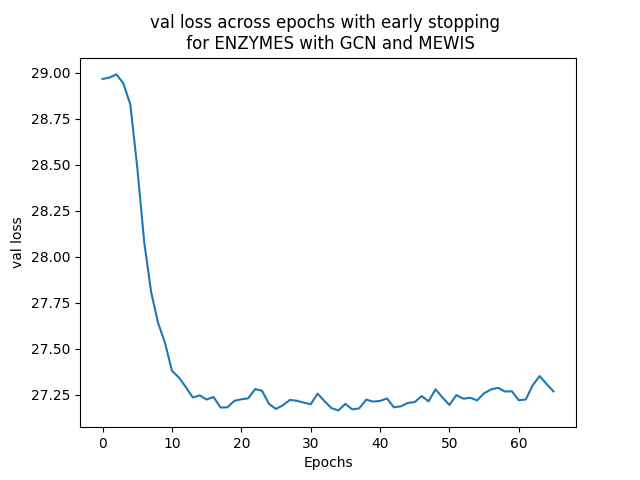 val loss across epochs with early stopping
for ENZYMES with GCN and MEWIS
29.00
28.75
28.50
28.25
28.00
27.75
27.50
27.25
val loss
0 10 20 30 40 50 60
Epochs